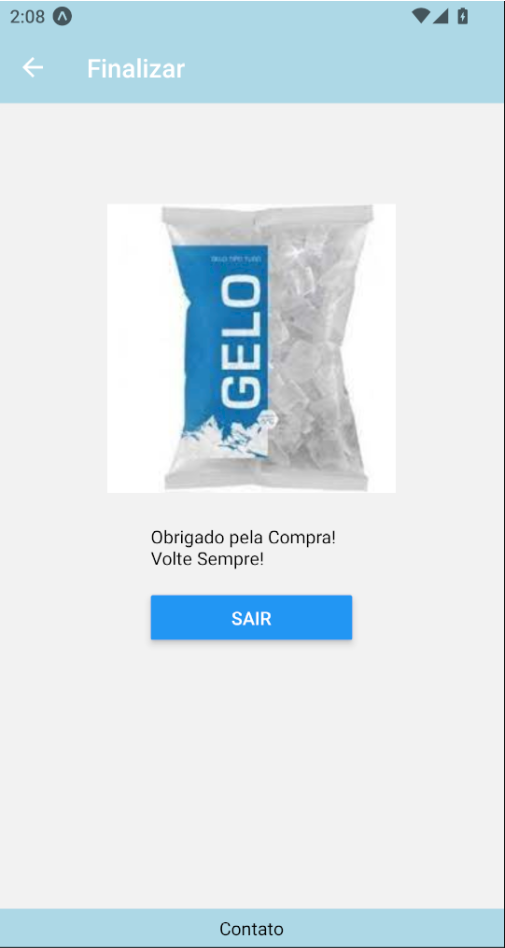 2:08
Finalizar
GELO
Obrigado pela Compra!
Volte Sempre!
SAIR
Contato